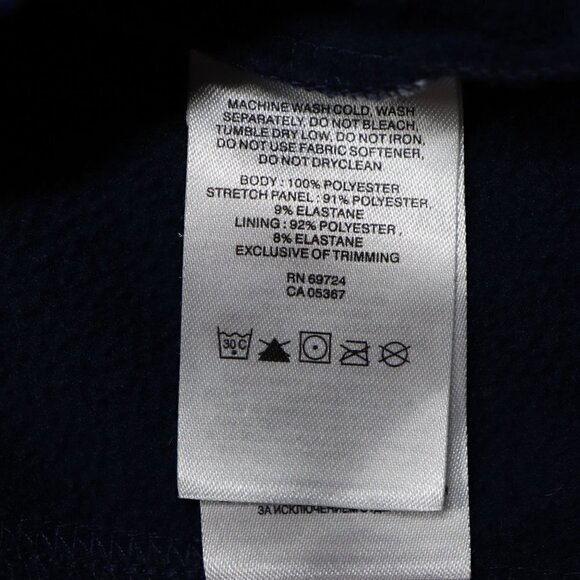 MACHINE WASH COLD, WASH
SEPARATELY, DO NOT BLEACH,
TUMBLE DRY LOW, DO NOT IRON,
DO NOT USE FABRIC SOFTENER,
DO NOT DRYCLEAN
BODY : 100% POLYESTER
STRETCH PANEL : 91% POLYESTER,
9% ELASTANE
LINING : 92% POLYESTER,
8% ELASTANE
EXCLUSIVE OF TRIMMING
RN 69724
CA 05367
30 C
ЗА ИСКЛЮЧЕНИЕМ